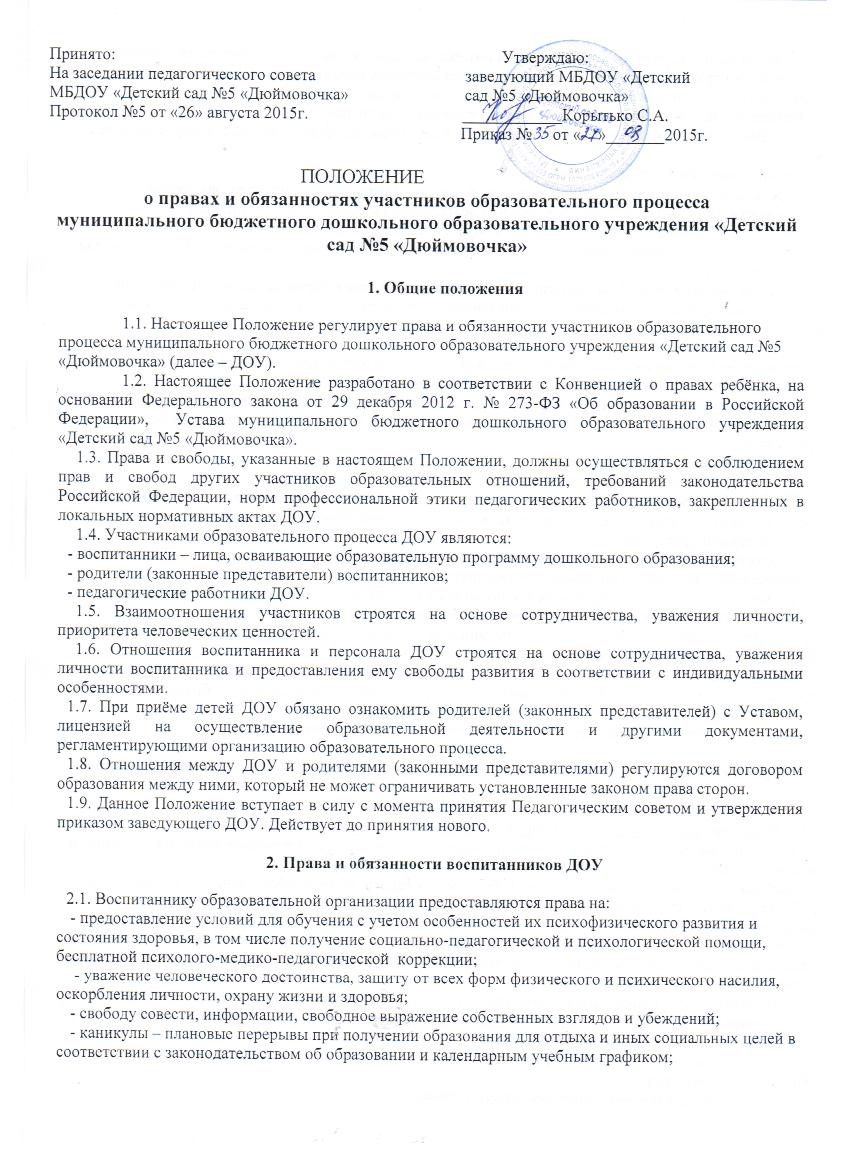 Принято:
На заседании педагогического совета
МБДОУ «Детский сад №5 «Дюймовочка»
Протокол №5 от «26» августа 2015г.
Утверждаю:
заведующий МБДОУ «Детский
сад №5 «Дюймовочка»
____________Корытько С.А.
Приказ №35 от «27»_______2015г.
ПОЛОЖЕНИЕ
о правах и обязанностях участников образовательного процесса
муниципального бюджетного дошкольного образовательного учреждения «Детский
сад №5 «Дюймовочка»
1. Общие положения
1.1. Настоящее Положение регулирует права и обязанности участников образовательного
процесса муниципального бюджетного дошкольного образовательного учреждения «Детский сад №5
«Дюймовочка» (далее – ДОУ).
1.2. Настоящее Положение разработано в соответствии с Конвенцией о правах ребёнка, на
основании Федерального закона от 29 декабря 2012 г. № 273-ФЗ «Об образовании в Российской
Федерации», Устава муниципального бюджетного дошкольного образовательного учреждения
«Детский сад №5 «Дюймовочка».
1.3. Права и свободы, указанные в настоящем Положении, должны осуществляться с соблюдением
прав и свобод других участников образовательных отношений, требований законодательства
Российской Федерации, норм профессиональной этики педагогических работников, закрепленных в
локальных нормативных актах ДОУ.
1.4. Участниками образовательного процесса ДОУ являются:
- воспитанники – лица, осваивающие образовательную программу дошкольного образования;
- родители (законные представители) воспитанников;
- педагогические работники ДОУ.
1.5. Взаимоотношения участников строятся на основе сотрудничества, уважения личности,
приоритета человеческих ценностей.
1.6. Отношения воспитанника и персонала ДОУ строятся на основе сотрудничества, уважения
личности воспитанника и предоставления ему свободы развития в соответствии с индивидуальными
особенностями.
1.7. При приёме детей ДОУ обязано ознакомить родителей (законных представителей) с Уставом,
лицензией на осуществление образовательной деятельности и другими документами,
регламентирующими организацию образовательного процесса.
1.8. Отношения между ДОУ и родителями (законными представителями) регулируются договором
образования между ними, который не может ограничивать установленные законом права сторон.
1.9. Данное Положение вступает в силу с момента принятия Педагогическим советом и утверждения
приказом заведующего ДОУ. Действует до принятия нового.
2. Права и обязанности воспитанников ДОУ
2.1. Воспитаннику образовательной организации предоставляются права на:
- предоставление условий для обучения с учетом особенностей их психофизического развития и
состояния здоровья, в том числе получение социально-педагогической и психологической помощи,
бесплатной психолого-медико-педагогической коррекции;
- уважение человеческого достоинства, защиту от всех форм физического и психического насилия,
оскорбления личности, охрану жизни и здоровья;
- свободу совести, информации, свободное выражение собственных взглядов и убеждений;
- каникулы – плановые перерывы при получении образования для отдыха и иных социальных целей в
соответствии с законодательством об образовании и календарным учебным графиком;